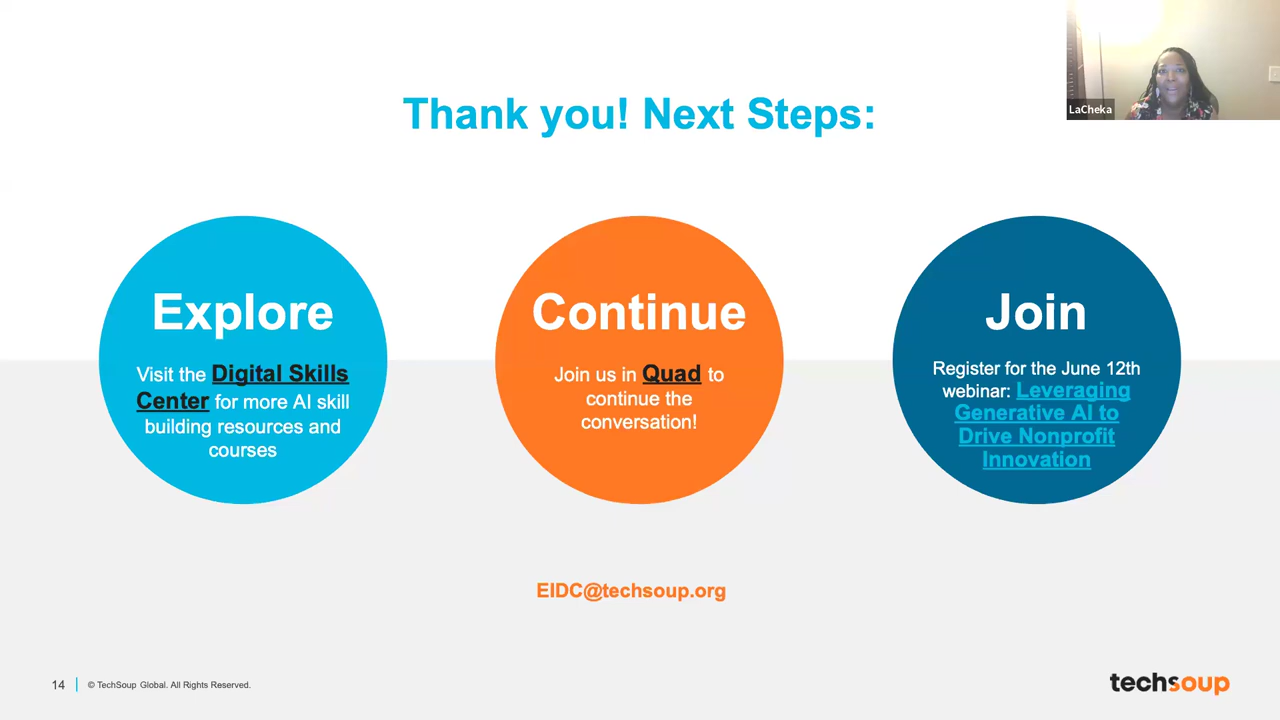 LaCheka
Thank you! Next Steps:
Explore
Visit the Digital Skills
Center for more AI skill
building resources and
courses
Continue
Join us in Quad to
continue the
conversation!
Join
Register for the June 12th
webinar: Leveraging
Generative AI to
Drive Nonprofit
Innovation
EIDC@techsoup.org
14
© TechSoup Global. All Rights Reserved.
techsoup